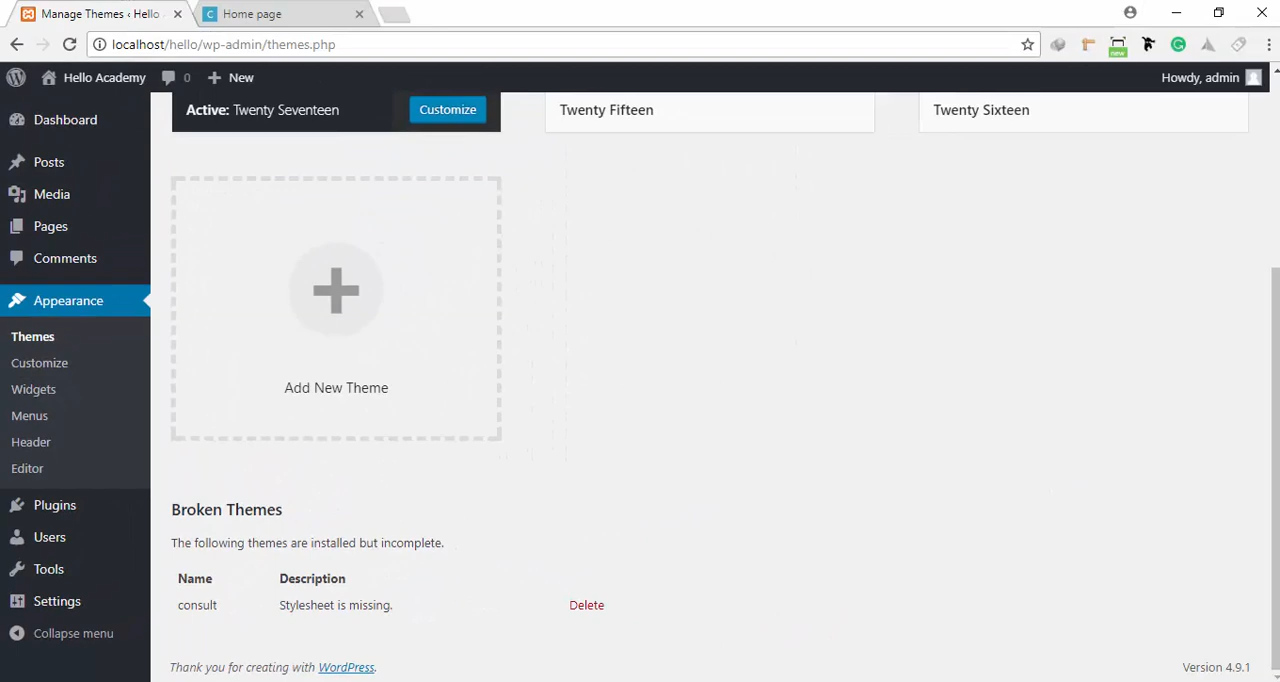 Manage Themes ‹ Hello
Home page
localhost/hello/wp-admin/themes.php
new
Hello Academy
0
New
Howdy, admin
Dashboard
Posts
Media
Pages
Comments
Appearance
Themes
Customize
Widgets
Menus
Header
Editor
Plugins
Users
Tools
Settings
Collapse menu
Active: Twenty Seventeen
Customize
Twenty Fifteen
Twenty Sixteen
Add New Theme
Broken Themes
The following themes are installed but incomplete.
Name Description
consult Stylesheet is missing. Delete
Thank you for creating with WordPress.
Version 4.9.1